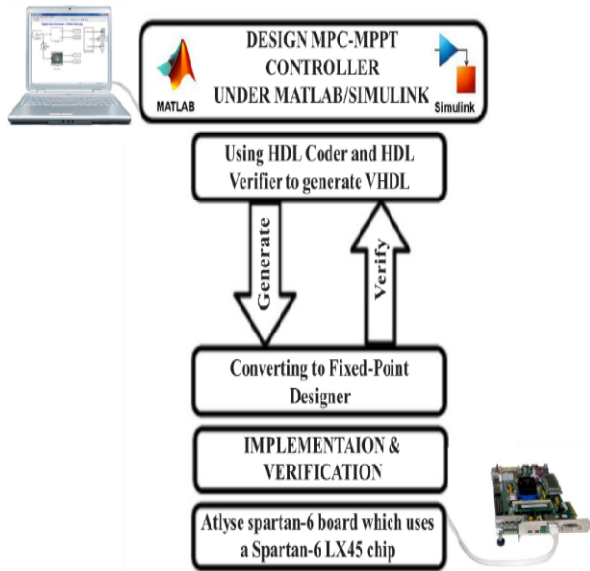 DESIGN MPC-MPPT
CONTROLLER
UNDER MATLAB/SIMULINK
MATLAB
Simulink
Using HDL Coder and HDL
Verifier to generate VHDL
Generate
Verify
Converting to Fixed-Point
Designer
IMPLEMENTAION &
VERIFICATION
Atlyse spartan-6 board which uses
a Spartan-6 LX45 chip